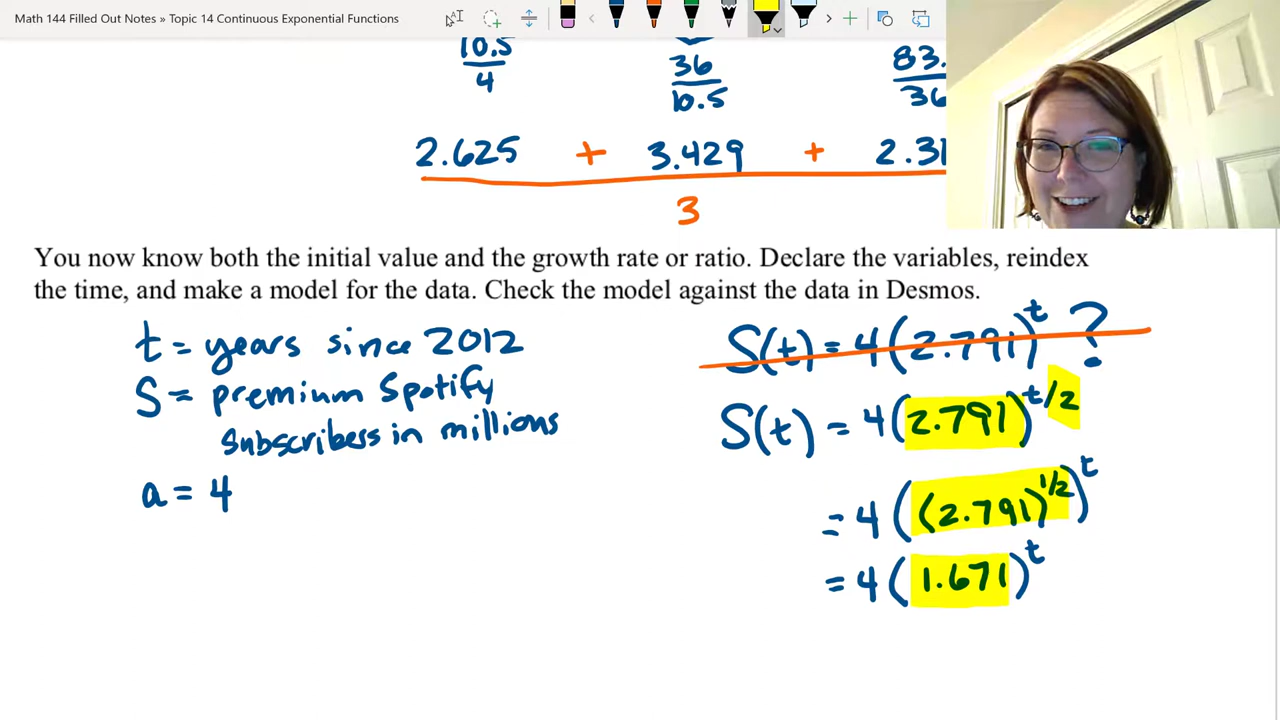 Math 144 Filled Out Notes » Topic 14 Continuous Exponential Functions
10.5/4 36/10.5 83./36
2.625 + 3.429 + 2.31
3
You now know both the initial value and the growth rate or ratio. Declare the variables, reindex
the time, and make a model for the data. Check the model against the data in Desmos.
t = years since 2012
S = premium Spotify
subscribers in millions
a = 4
S(t) = 4(2.791)^t ?
S(t) = 4(2.791)^t/2
= 4((2.791)^1/2)^t
= 4(1.671)^t